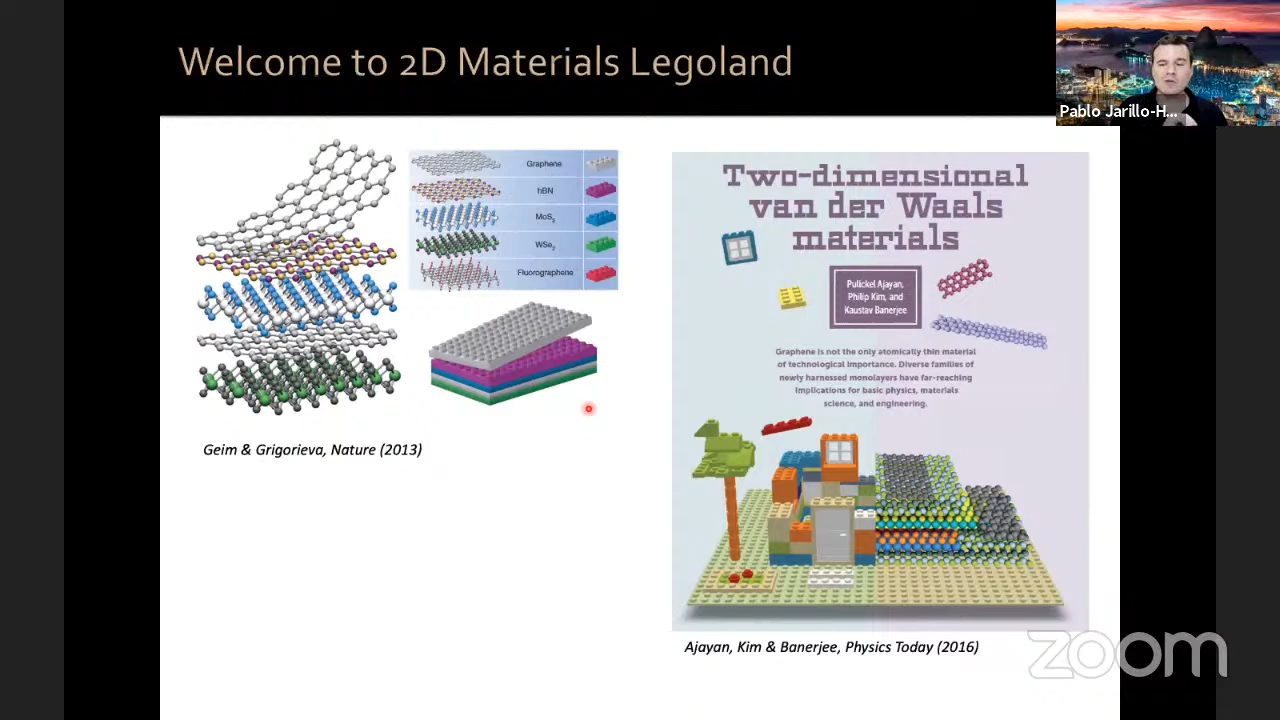 Welcome to 2D Materials Legoland
Pablo Jarillo-H...
Graphene
hBN
MoS₂
WSe₂
Fluorographene
Geim & Grigorieva, Nature (2013)
Two-dimensional
van der Waals
materials
Pulickel Ajayan,
Philip Kim, and
Kaustav Banerjee
Graphene is not the only atomically thin material
of technological importance. Diverse families of
newly harnessed monolayers have far-reaching
implications for basic physics, materials
science, and engineering.
Ajayan, Kim & Banerjee, Physics Today (2016)
zoom